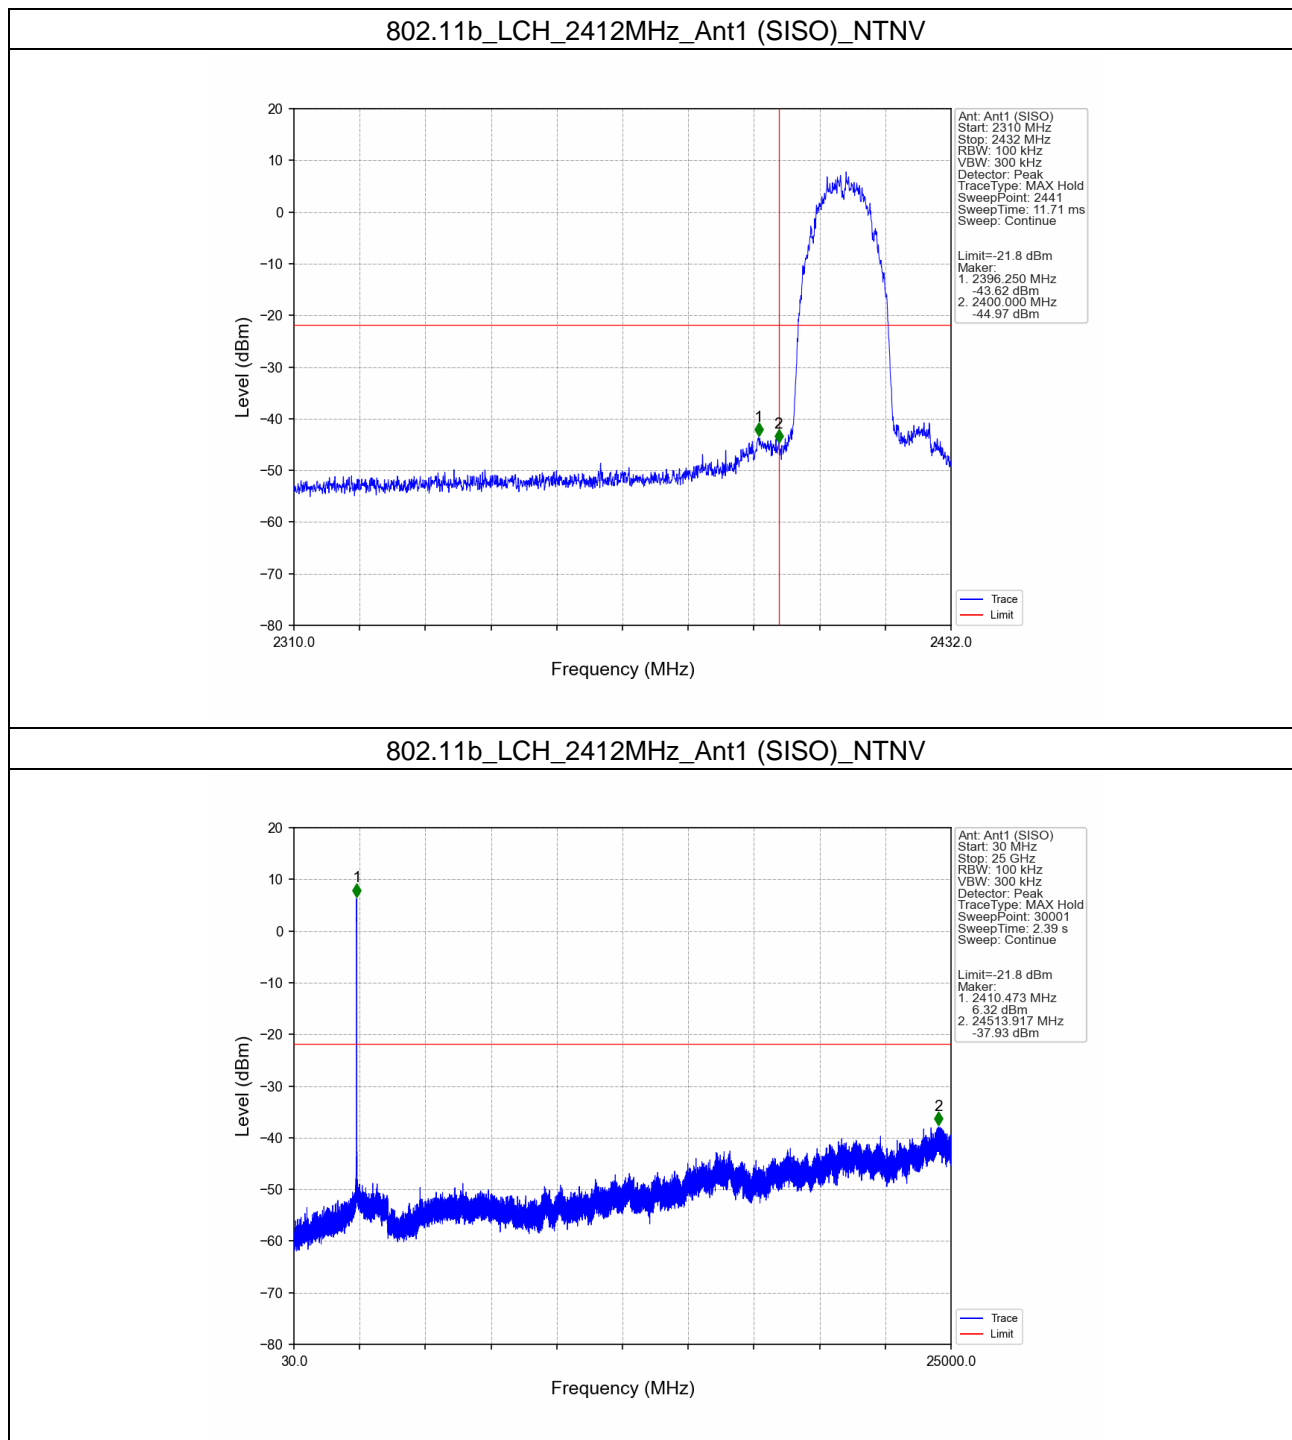 802.11b_LCH_2412MHz_Ant1 (SISO)_NTNV
20
10
0
−10
−20
−30
−40
−50
−60
−70
−80
Level (dBm)
1
2
2310.0
2432.0
Frequency (MHz)
Ant: Ant1 (SISO)
Start: 2310 MHz
Stop: 2432 MHz
RBW: 100 kHz
VBW: 300 kHz
Detector: Peak
TraceType: MAX Hold
SweepPoint: 2441
SweepTime: 11.71 ms
Sweep: Continue
Limit=-21.8 dBm
Maker:
1. 2396.250 MHz
-43.62 dBm
2. 2400.000 MHz
-44.97 dBm
Trace
Limit
802.11b_LCH_2412MHz_Ant1 (SISO)_NTNV
20
10
0
−10
−20
−30
−40
−50
−60
−70
−80
Level (dBm)
1
2
30.0
25000.0
Frequency (MHz)
Ant: Ant1 (SISO)
Start: 30 MHz
Stop: 25 GHz
RBW: 100 kHz
VBW: 300 kHz
Detector: Peak
TraceType: MAX Hold
SweepPoint: 30001
SweepTime: 2.39 s
Sweep: Continue
Limit=-21.8 dBm
Maker:
1. 2410.473 MHz
6.32 dBm
2. 24513.917 MHz
-37.93 dBm
Trace
Limit